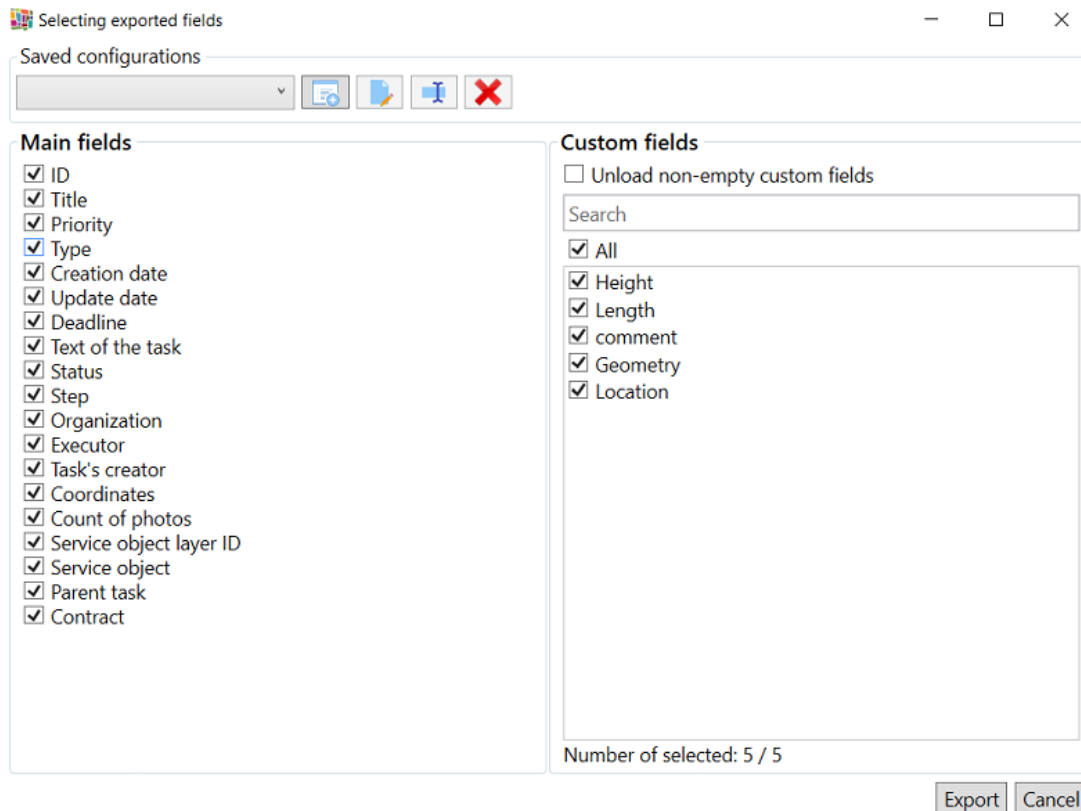 Selecting exported fields
Saved configurations
Main fields
ID
Title
Priority
Type
Creation date
Update date
Deadline
Text of the task
Status
Step
Organization
Executor
Task's creator
Coordinates
Count of photos
Service object layer ID
Service object
Parent task
Contract
Custom fields
Unload non-empty custom fields
Search
All
Height
Length
comment
Geometry
Location
Number of selected: 5 / 5
Export Cancel